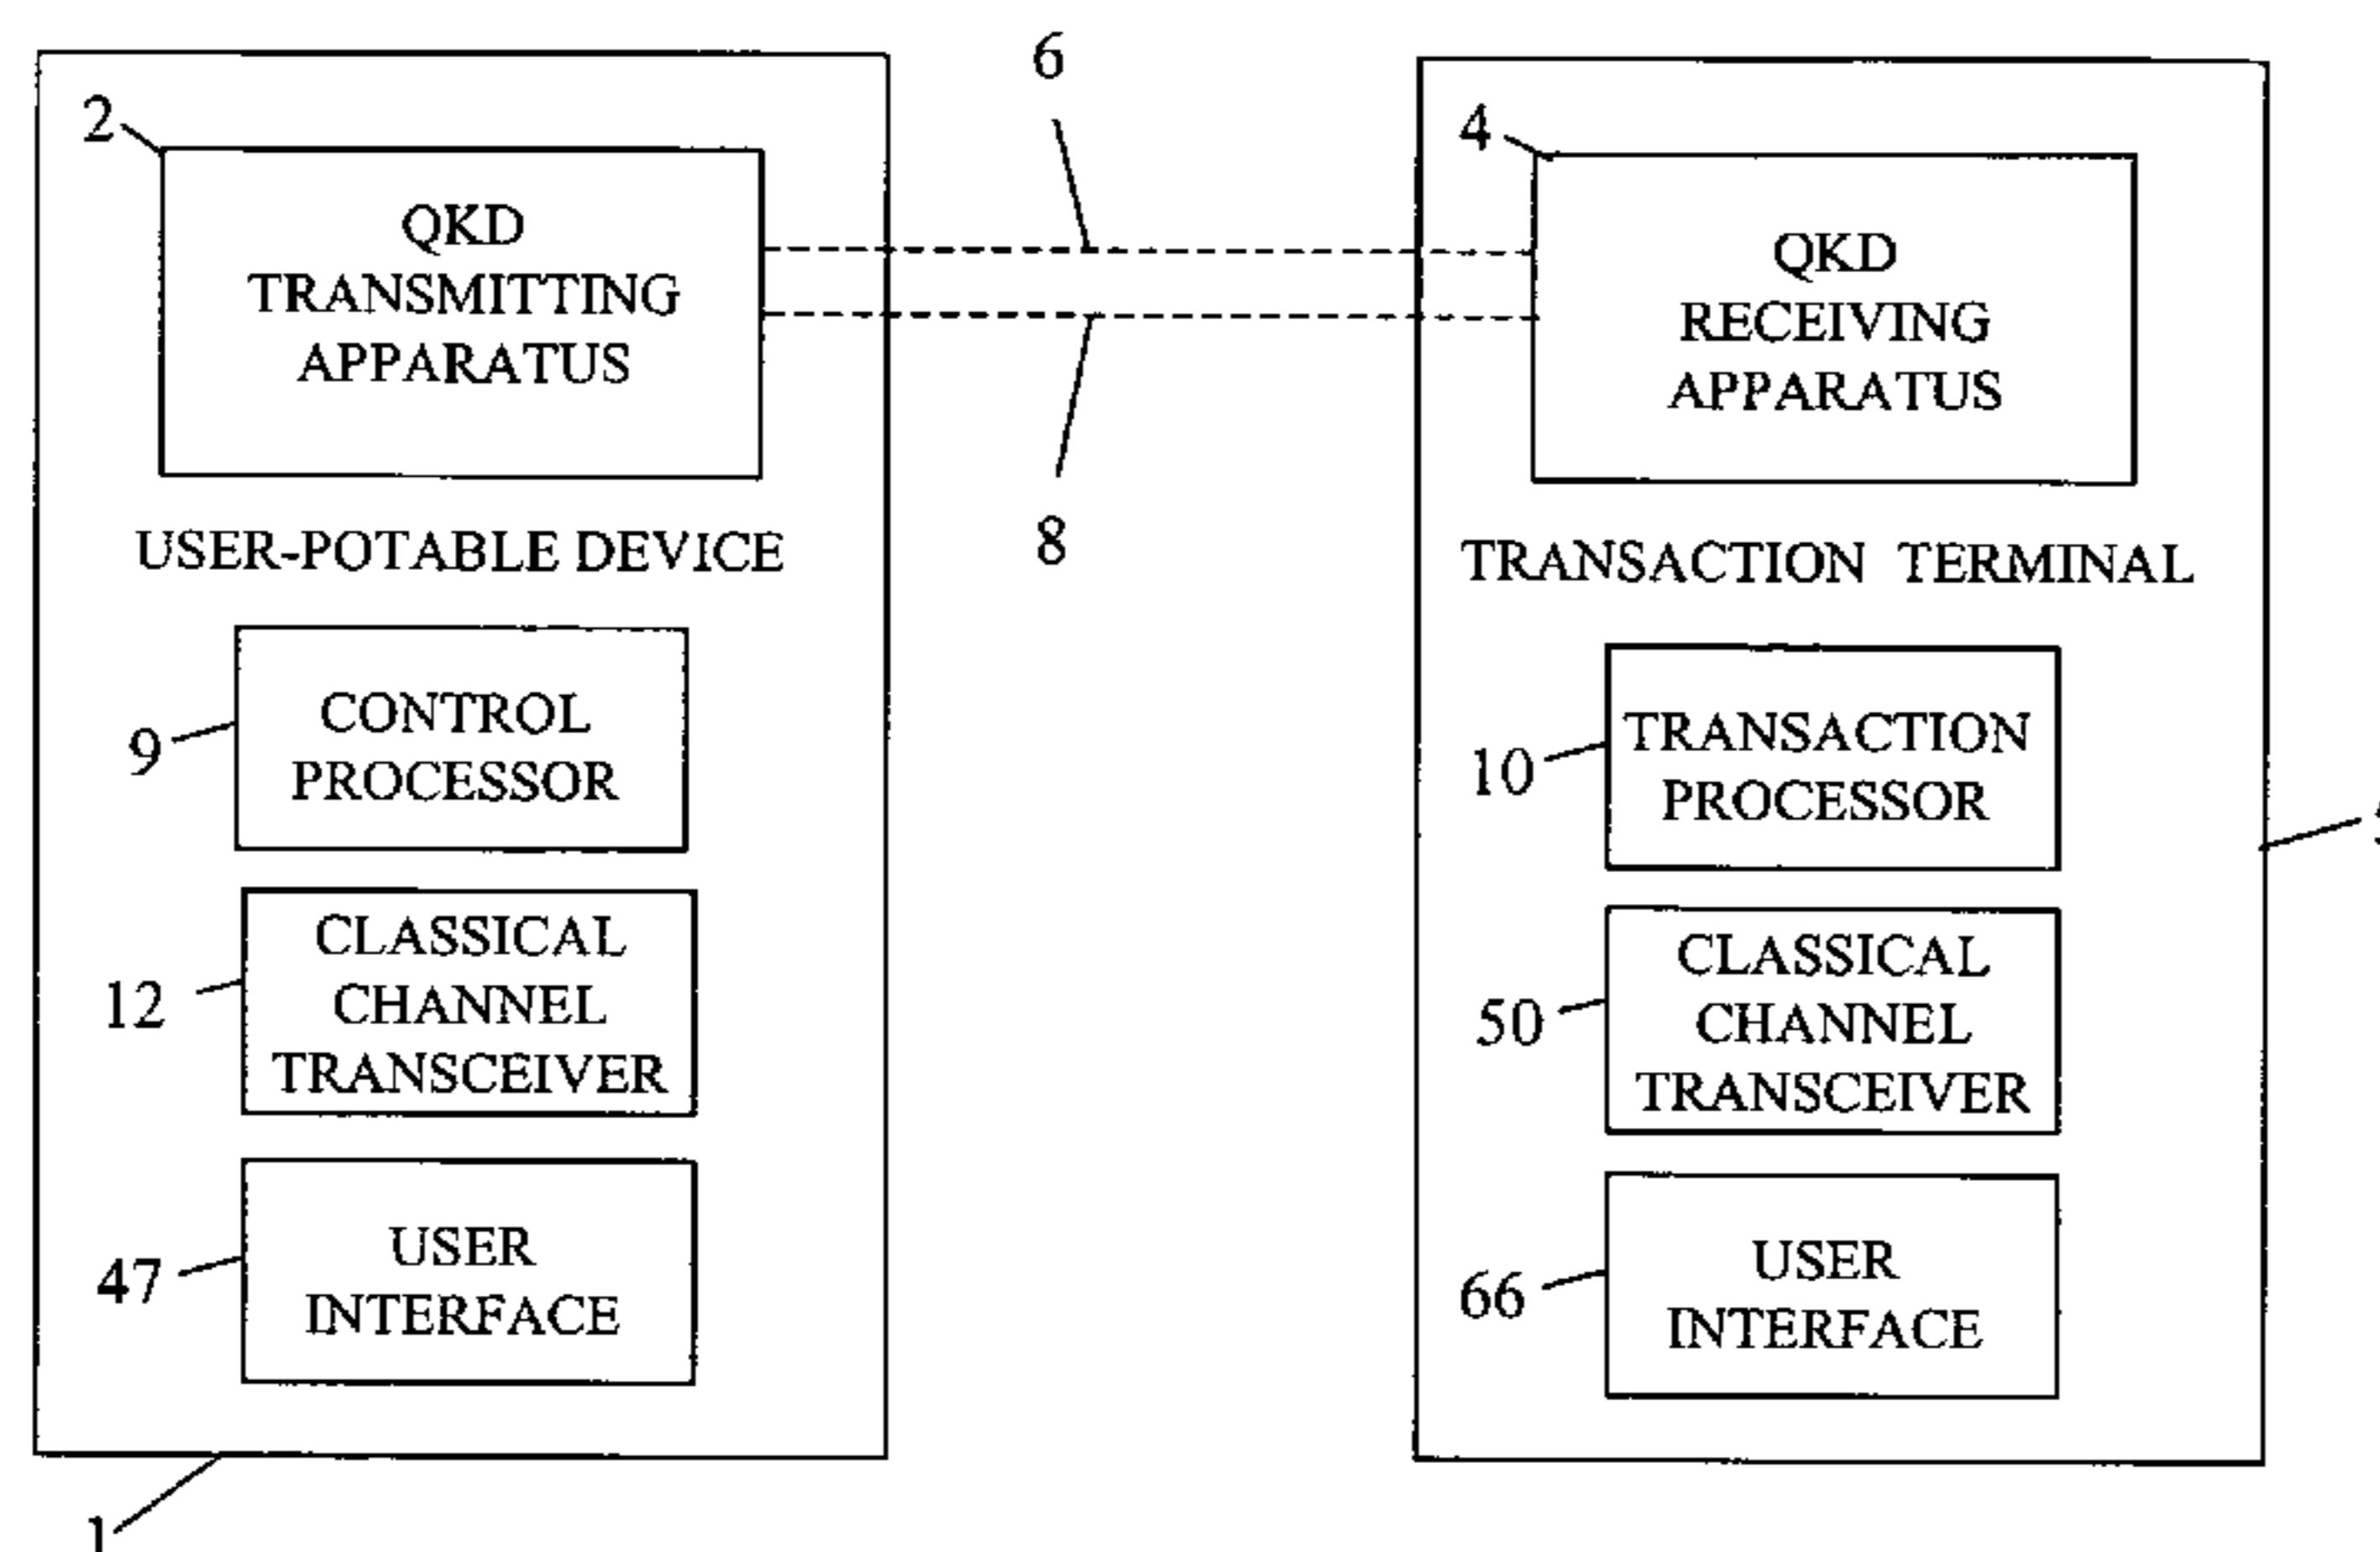 6
2
QKD
TRANSMITTING
APPARATUS
USER-POTABLE DEVICE
9
CONTROL
PROCESSOR
12
CLASSICAL
CHANNEL
TRANSCEIVER
47
USER
INTERFACE
1
8
4
QKD
RECEIVING
APPARATUS
TRANSACTION TERMINAL
10
TRANSACTION
PROCESSOR
50
CLASSICAL
CHANNEL
TRANSCEIVER
66
USER
INTERFACE